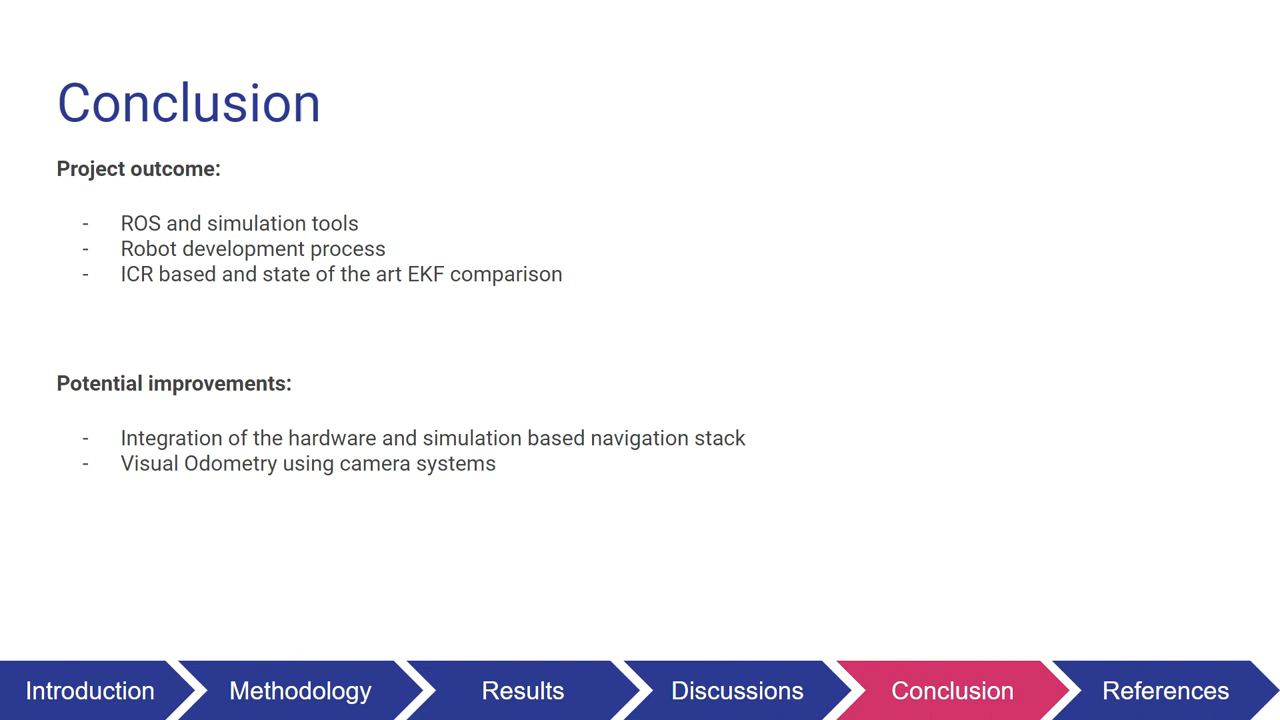 Conclusion
Project outcome:
- ROS and simulation tools
- Robot development process
- ICR based and state of the art EKF comparison
Potential improvements:
- Integration of the hardware and simulation based navigation stack
- Visual Odometry using camera systems
Introduction Methodology Results Discussions Conclusion References